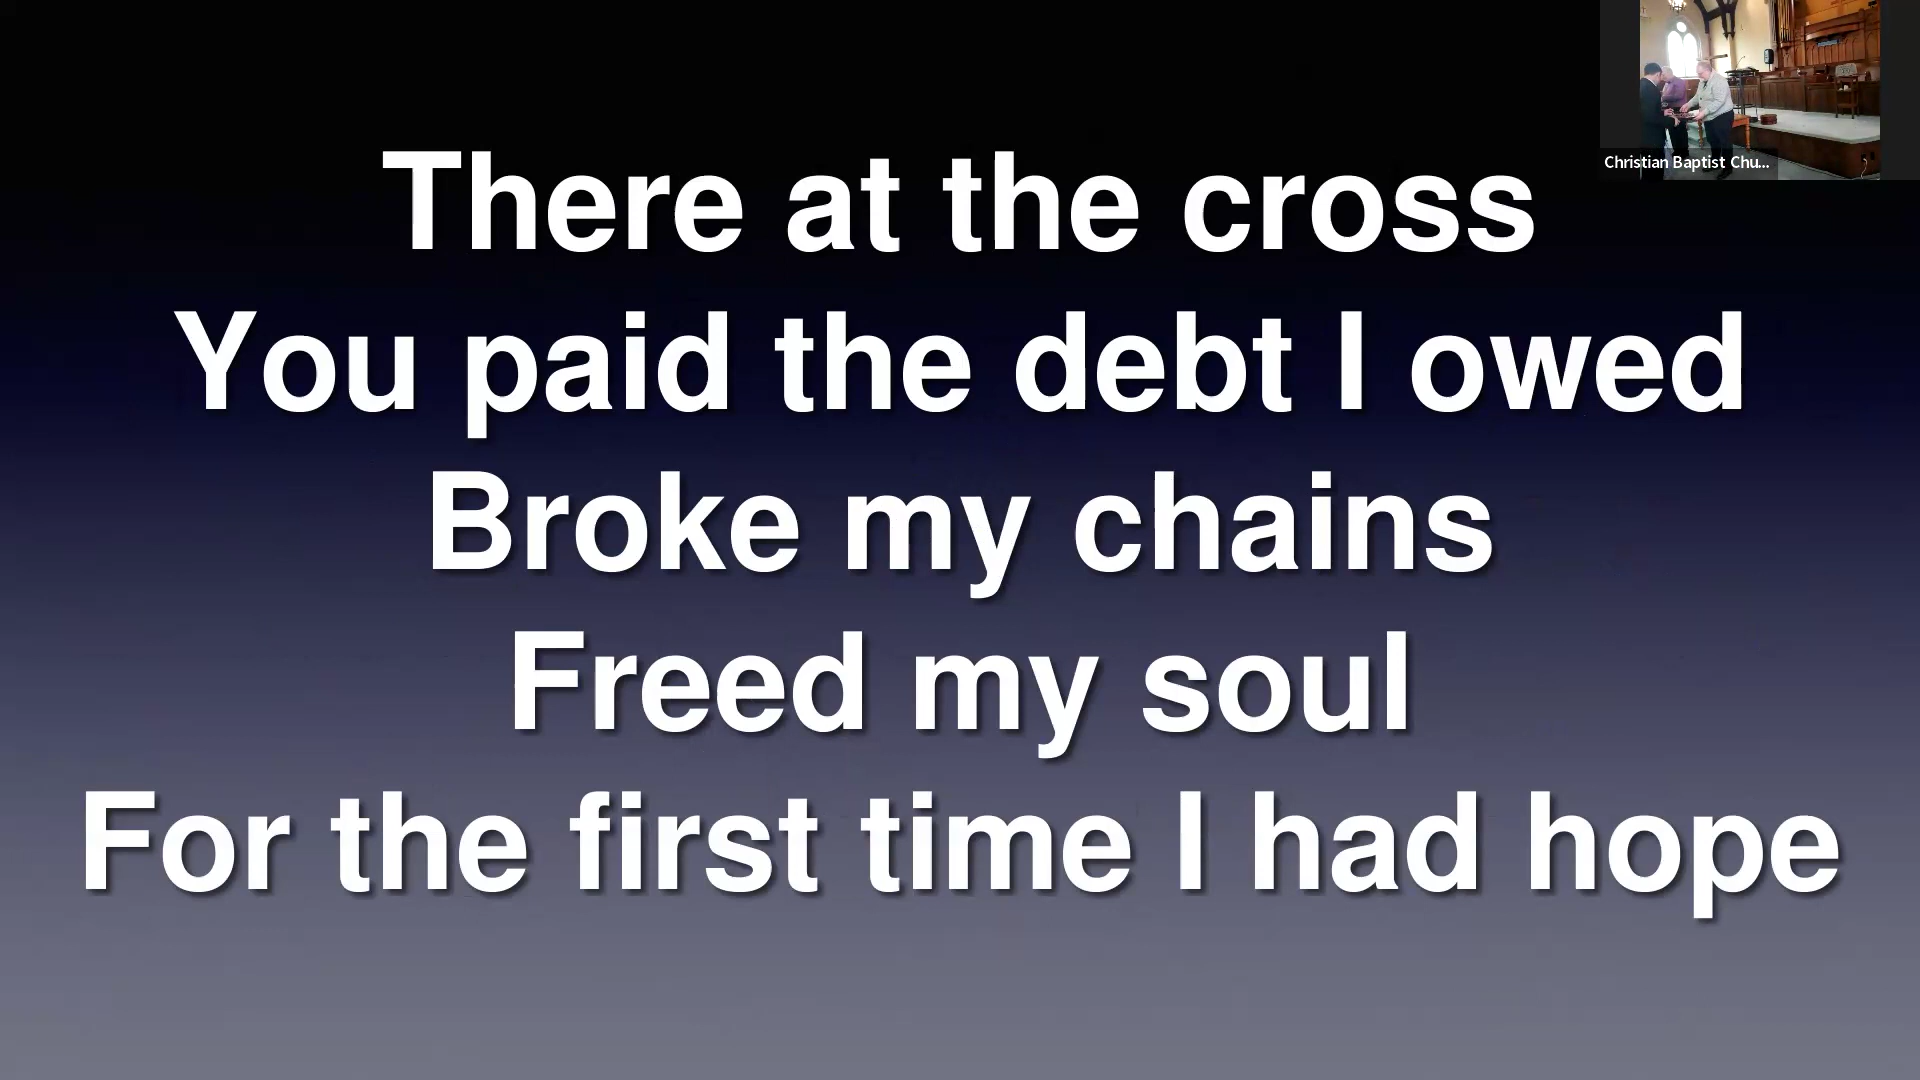 There at the cross
You paid the debt I owed
Broke my chains
Freed my soul
For the first time I had hope
Christian Baptist Chu...